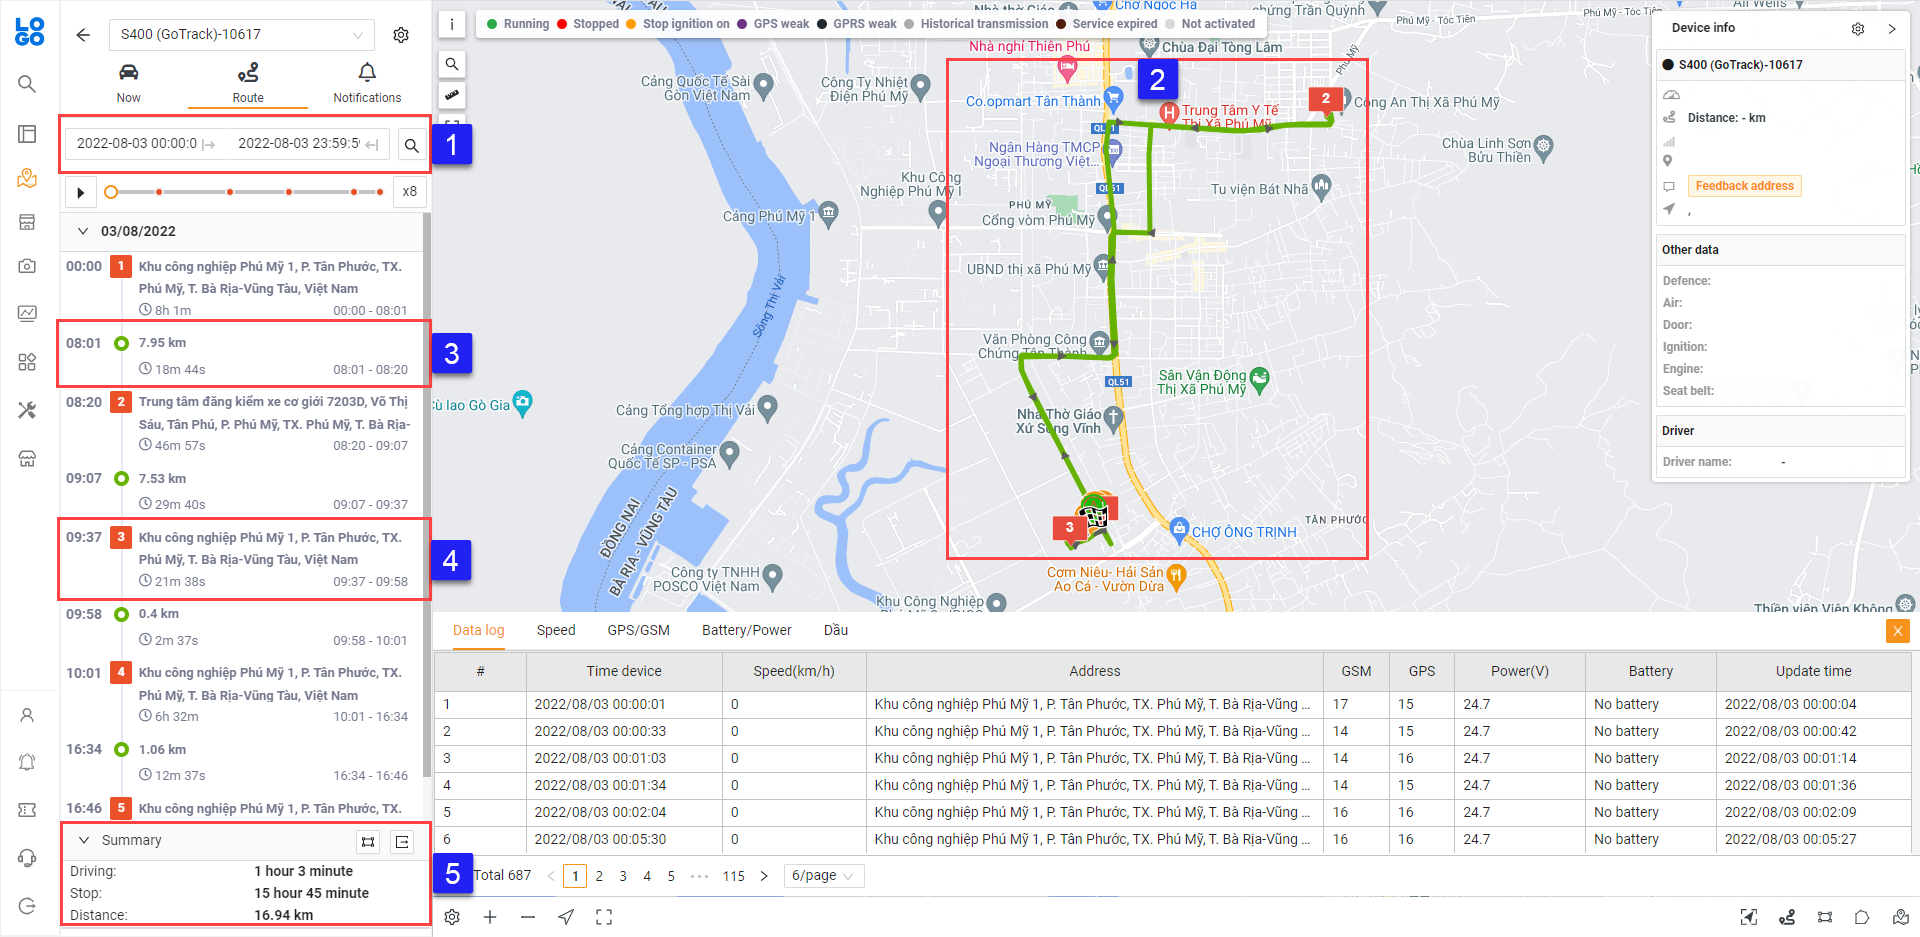 LO
GO
S400 (GoTrack)-10617
Now
Route
Notifications
2022-08-03 00:00:0
2022-08-03 23:59:59
1
x8
03/08/2022
00:00
1
Khu công nghiệp Phú Mỹ 1, P. Tân Phước, TX.
Phú Mỹ, T. Bà Rịa-Vũng Tàu, Việt Nam
8h 1m
00:00 - 08:01
08:01
7.95 km
18m 44s
08:01 - 08:20
3
08:20
2
Trung tâm đăng kiểm xe cơ giới 7203D, Võ Thị
Sáu, Tân Phú, P. Phú Mỹ, TX. Phú Mỹ, T. Bà Rịa-
46m 57s
08:20 - 09:07
09:07
7.53 km
29m 40s
09:07 - 09:37
09:37
3
Khu công nghiệp Phú Mỹ 1, P. Tân Phước, TX.
Phú Mỹ, T. Bà Rịa-Vũng Tàu, Việt Nam
21m 38s
09:37 - 09:58
4
09:58
0.4 km
2m 37s
09:58 - 10:01
10:01
4
Khu công nghiệp Phú Mỹ 1, P. Tân Phước, TX.
Phú Mỹ, T. Bà Rịa-Vũng Tàu, Việt Nam
6h 32m
10:01 - 16:34
16:34
1.06 km
12m 37s
16:34 - 16:46
16:46
5
Khu công nghiệp Phú Mỹ 1, P. Tân Phước, TX.
Summary
Driving:
1 hour 3 minute
Stop:
15 hour 45 minute
Distance:
16.94 km
5
i
Running
Stopped
Stop ignition on
GPS weak
GPRS weak
Historical transmission
Service expired
Not activated
Chợ Ngọc Hà
chứng Trần Quỳnh
Phú Mỹ - Tóc Tiên
Phú Mỹ - Tóc Tiên
Nhà nghỉ Thiên Phú
Chùa Đại Tòng Lâm
Phú Mỹ
Cảng Quốc Tế Sài
Gòn Việt Nam
Công Ty Nhiệt
Điện Phú Mỹ
2
Co.opmart Tân Thành
Trung Tâm Y Tế
Thị Xã Phú Mỹ
2
Công An Thị Xã Phú Mỹ
QL51
Ngân Hàng TMCP
Ngoại Thương Việt...
Chùa Linh Sơn
Bửu Thiền
Khu Công
Nghiệp Phú Mỹ I
QL51
Tu viện Bát Nhã
PHÚ MỸ
Cảng Phú Mỹ 1
Cổng vòm Phú Mỹ
UBND thị xã Phú Mỹ
Sông Thị Vải
Văn Phòng Công
Chứng Tân Thành
QL51
Sân Vận Động
Thị Xã Phú Mỹ
Cù lao Gò Gia
Cảng Tổng hợp Thị Vải
Nhà Thờ Giáo
Xứ Song Vĩnh
Cảng Container
Quốc Tế SP - PSA
ĐỒNG NAI
BÀ RỊA - VŨNG TÀU
3
TÂN PHƯỚC
CHỢ ÔNG TRỊNH
Công ty TNHH
POSCO Việt Nam
Cơm Niêu- Hải Sản
Ao Cá - Vườn Dừa
Khu Công Nghiệp
Thiền viện Viên Không
Device info
S400 (GoTrack)-10617
Distance: - km
Feedback address
,
Other data
Defence:
Air:
Door:
Ignition:
Engine:
Seat belt:
Driver
Driver name:
-
Data log
Speed
GPS/GSM
Battery/Power
Dầu
X
# Time device Speed(km/h) Address GSM GPS Power(V) Battery Update time
1 2022/08/03 00:00:01 0 Khu công nghiệp Phú Mỹ 1, P. Tân Phước, TX. Phú Mỹ, T. Bà Rịa-Vũng ... 17 15 24.7 No battery 2022/08/03 00:00:04
2 2022/08/03 00:00:33 0 Khu công nghiệp Phú Mỹ 1, P. Tân Phước, TX. Phú Mỹ, T. Bà Rịa-Vũng ... 14 15 24.7 No battery 2022/08/03 00:00:42
3 2022/08/03 00:01:03 0 Khu công nghiệp Phú Mỹ 1, P. Tân Phước, TX. Phú Mỹ, T. Bà Rịa-Vũng ... 14 16 24.7 No battery 2022/08/03 00:01:14
4 2022/08/03 00:01:34 0 Khu công nghiệp Phú Mỹ 1, P. Tân Phước, TX. Phú Mỹ, T. Bà Rịa-Vũng ... 14 15 24.7 No battery 2022/08/03 00:01:36
5 2022/08/03 00:02:04 0 Khu công nghiệp Phú Mỹ 1, P. Tân Phước, TX. Phú Mỹ, T. Bà Rịa-Vũng ... 16 16 24.7 No battery 2022/08/03 00:02:09
6 2022/08/03 00:05:30 0 Khu công nghiệp Phú Mỹ 1, P. Tân Phước, TX. Phú Mỹ, T. Bà Rịa-Vũng ... 16 16 24.7 No battery 2022/08/03 00:05:27
Total 687 < 1 2 3 4 5 ••• 115 > 6/page